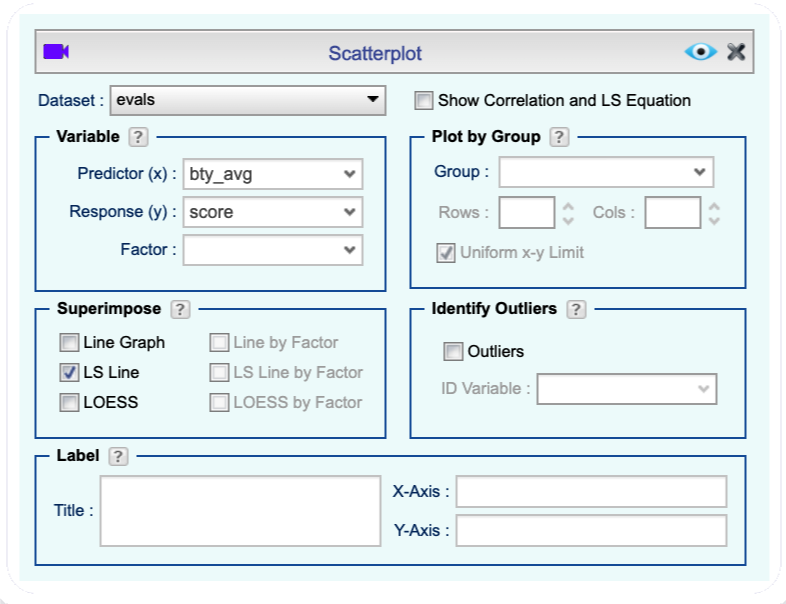 Scatterplot
Dataset : evals
Show Correlation and LS Equation
Variable ?
Predictor (x) : bty_avg
Response (y) : score
Factor :
Plot by Group ?
Group :
Rows : Cols :
Uniform x-y Limit
Superimpose ?
Line Graph Line by Factor
LS Line LS Line by Factor
LOESS LOESS by Factor
Identify Outliers ?
Outliers
ID Variable :
Label ?
Title :
X-Axis :
Y-Axis :